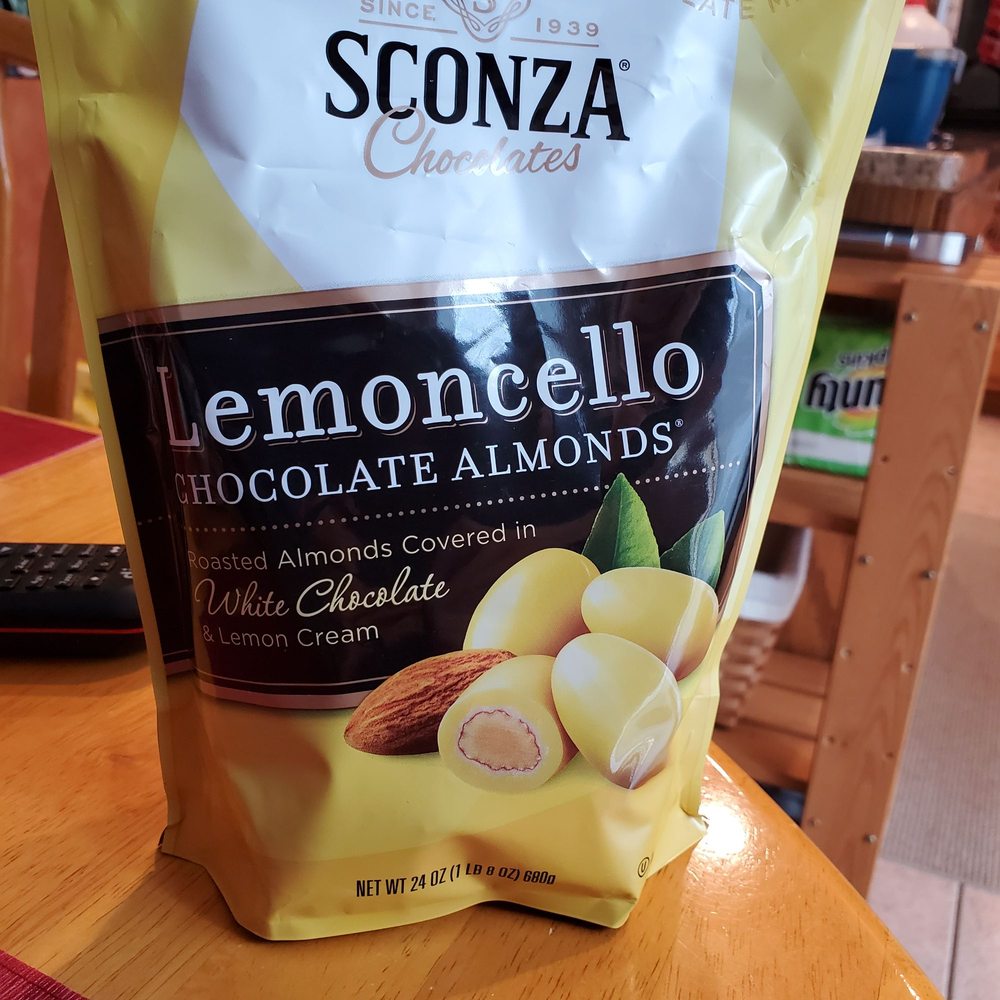 SINCE 1939
SCONZA®
Chocolates
Lemoncello
CHOCOLATE ALMONDS®
Roasted Almonds Covered in
White Chocolate
& Lemon Cream
NET WT 24 OZ (1 LB 8 OZ) 680g
U